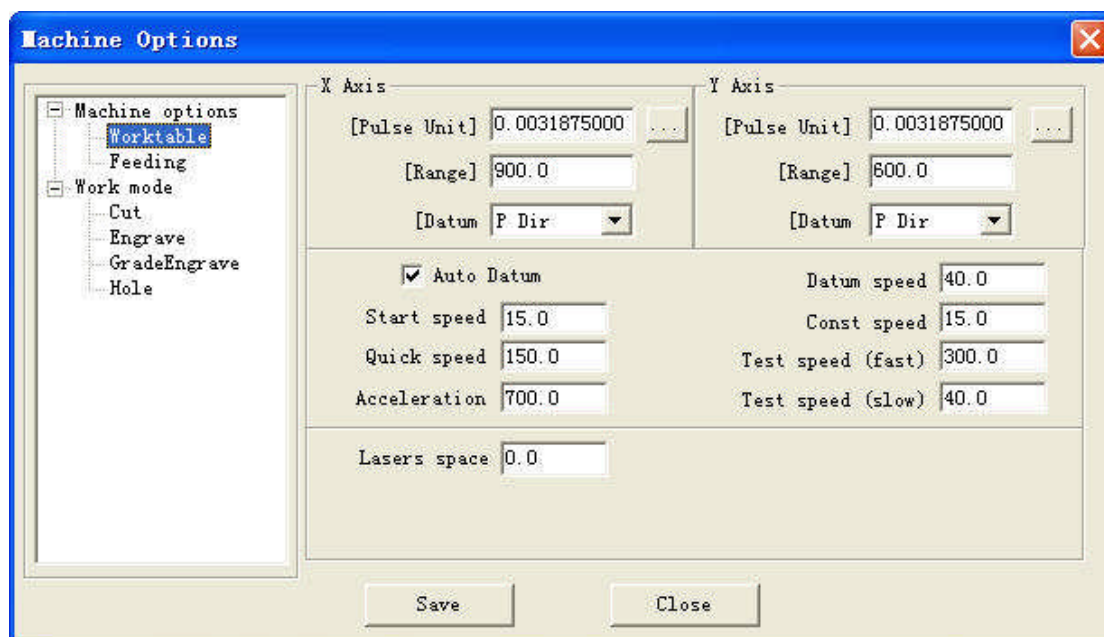 Machine Options
Machine options
Worktable
Feeding
Work mode
Cut
Engrave
GradeEngrave
Hole
X Axis
[Pulse Unit] 0.0031875000 ...
[Range] 900.0
[Datum P Dir
Y Axis
[Pulse Unit] 0.0031875000 ...
[Range] 600.0
[Datum P Dir
Auto Datum
Start speed 15.0
Quick speed 150.0
Acceleration 700.0
Datum speed 40.0
Const speed 15.0
Test speed (fast) 300.0
Test speed (slow) 40.0
Lasers space 0.0
Save Close